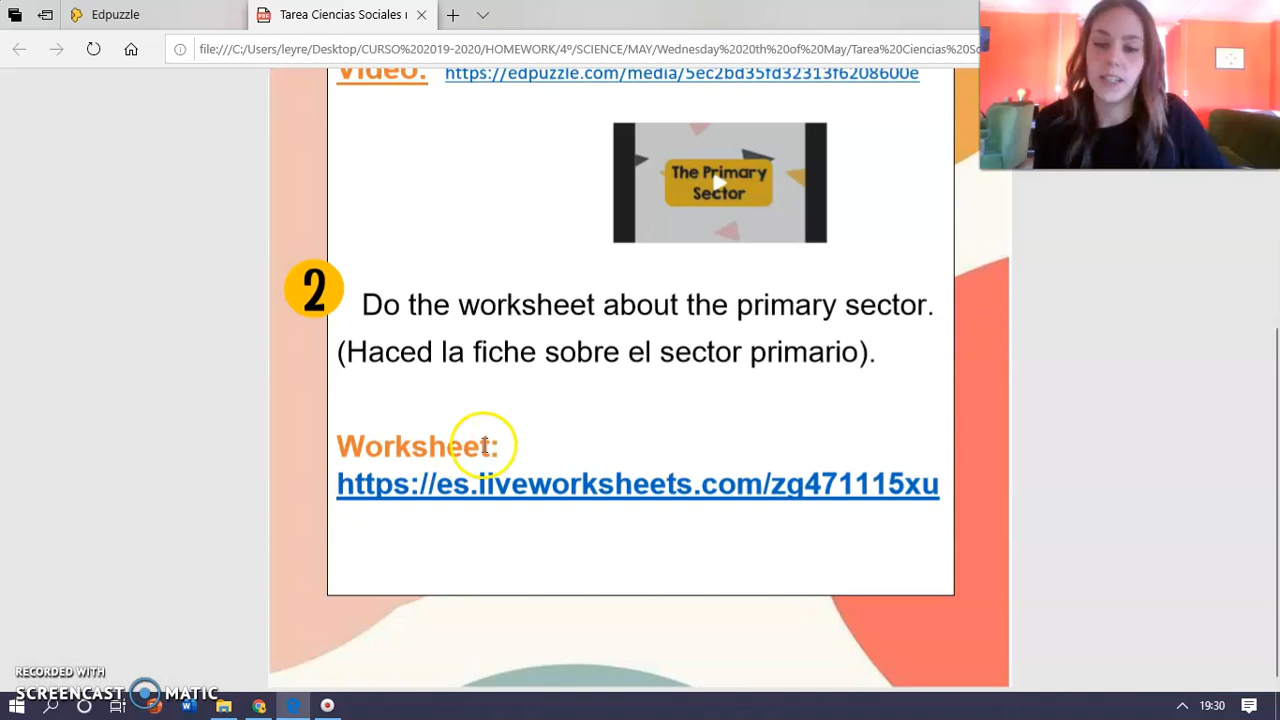 Edpuzzle
Tarea Ciencias Sociales
file:///C:/Users/leyre/Desktop/CURSO%202019-2020/HOMEWORK/4º/SCIENCE/MAY/Wednesday%2020th%20of%20May/Tarea%20Ciencias%20So
Video: https://edpuzzle.com/media/5ec2bd35fd32313f6208600e
The Primary
Sector
2 Do the worksheet about the primary sector.
(Haced la fiche sobre el sector primario).
Worksheet:
https://es.liveworksheets.com/zg471115xu
RECORDED WITH
SCREENCAST MATIC
19:30